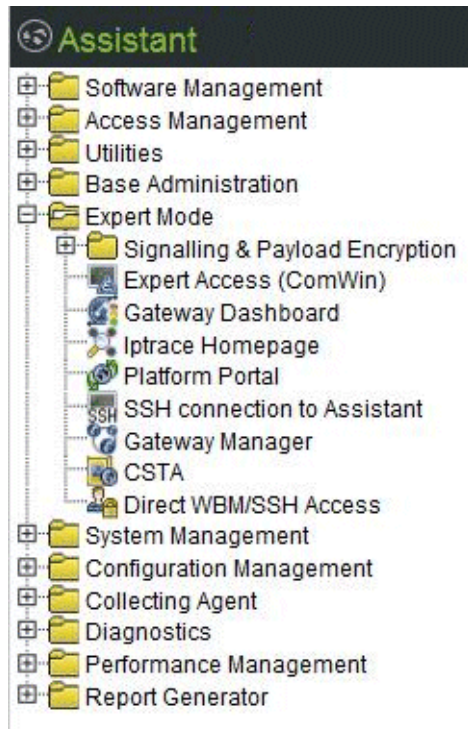 Assistant
Software Management
Access Management
Utilities
Base Administration
Expert Mode
Signalling & Payload Encryption
Expert Access (ComWin)
Gateway Dashboard
Iptrace Homepage
Platform Portal
SSH SSH connection to Assistant
Gateway Manager
CSTA
Direct WBM/SSH Access
System Management
Configuration Management
Collecting Agent
Diagnostics
Performance Management
Report Generator